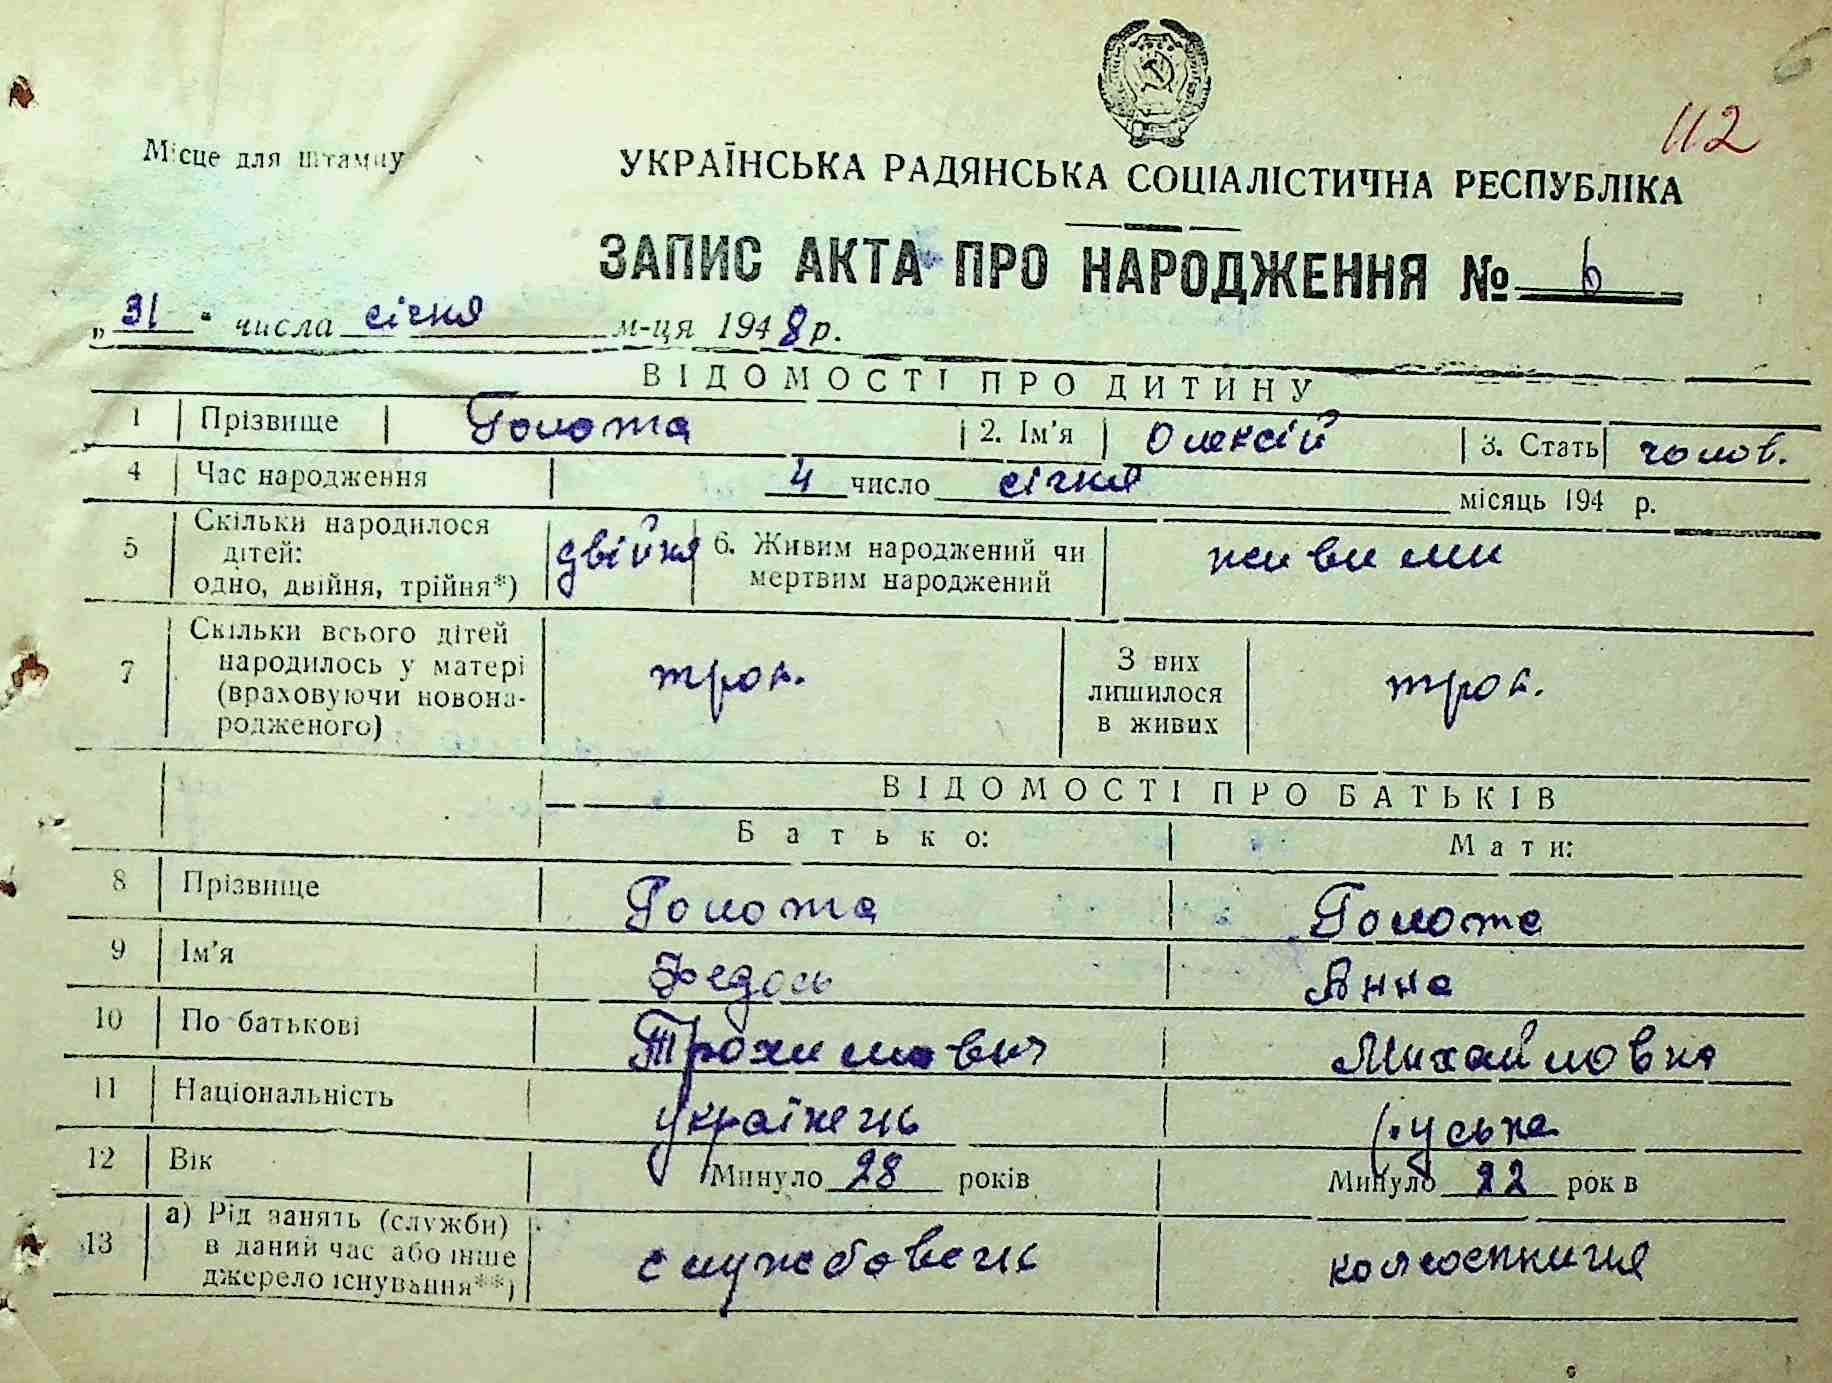 112
Місце для штампу
УКРАЇНСЬКА РАДЯНСЬКА СОЦІАЛІСТИЧНА РЕСПУБЛІКА
ЗАПИС АКТА ПРО НАРОДЖЕННЯ № 6
„31" числа січня м-ця 1948 р.
ВІДОМОСТІ ПРО ДИТИНУ
1 Прізвище Голота 2. Ім'я Олексій 3. Стать чолов.
4 Час народження 4 число січня місяць 194 р.
5 Скільки народилося дітей: одно, двійня, трійня*) двійня 6. Живим народжений чи мертвим народжений живими
7 Скільки всього дітей народилось у матері (враховуючи новонародженого) троє. З них лишилося в живих троє.
ВІДОМОСТІ ПРО БАТЬКІВ
Батько: Мати:
8 Прізвище Голота Голота
9 Ім'я Федось Анна
10 По батькові Трохимович Михайловна
11 Національність українець руська
12 Вік Минуло 28 років Минуло 22 рок в
13 а) Рід занять (служби) в даний час або інше джерело існування**) службовець колгоспниця